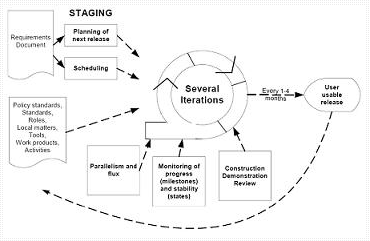 STAGING
Requirements
Document
Planning of
next release
Scheduling
Several
Iterations
Every 1-4
months
User
usable
release
Policy standards,
Standards,
Roles,
Local matters,
Tools,
Work products,
Activities
Parallelism and
flux
Monitoring of
progress
(milestones)
and stability
(states)
Construction
Demonstration
Review